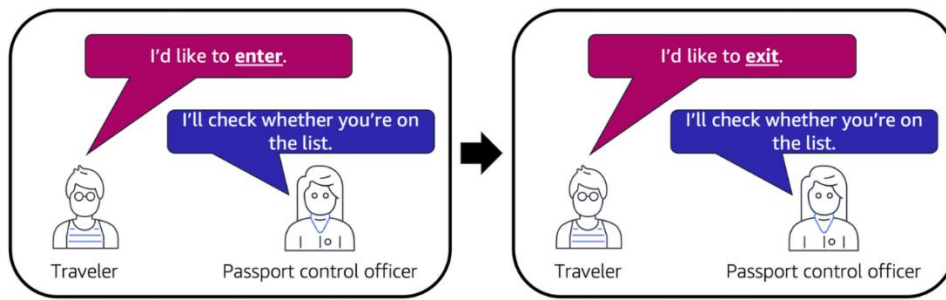 I'd like to enter.
I'll check whether you're on
the list.
Traveler
Passport control officer
I'd like to exit.
I'll check whether you're on
the list.
Traveler
Passport control officer